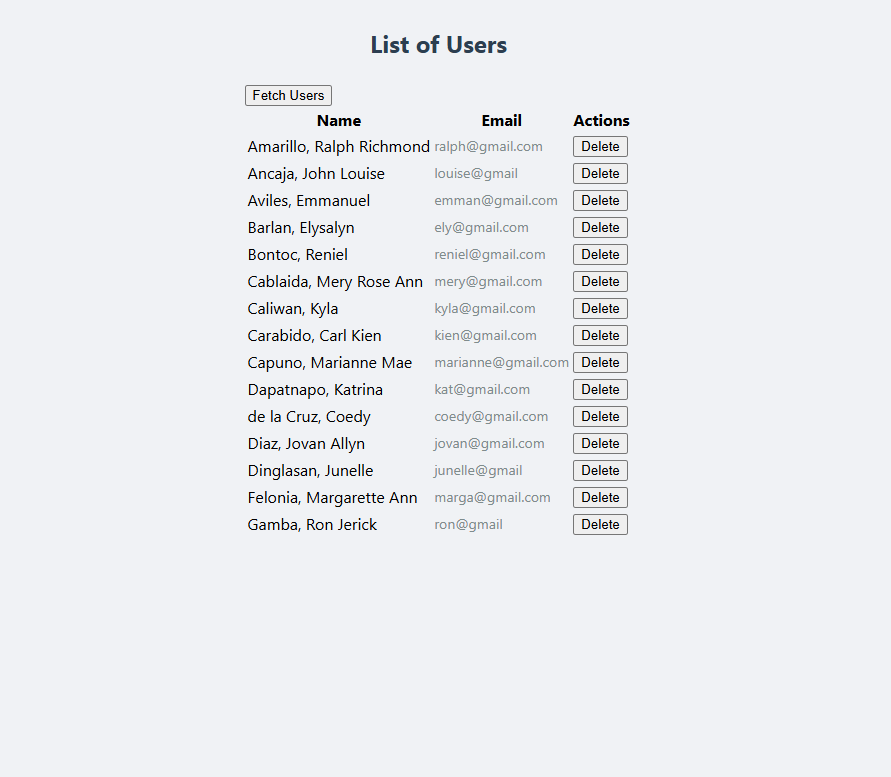 List of Users
Fetch Users
Name Email Actions
Amarillo, Ralph Richmond ralph@gmail.com Delete
Ancaja, John Louise louise@gmail Delete
Aviles, Emmanuel emman@gmail.com Delete
Barlan, Elysalyn ely@gmail.com Delete
Bontoc, Reniel reniel@gmail.com Delete
Cablaida, Mery Rose Ann mery@gmail.com Delete
Caliwan, Kyla kyla@gmail.com Delete
Carabido, Carl Kien kien@gmail.com Delete
Capuno, Marianne Mae marianne@gmail.com Delete
Dapatnapo, Katrina kat@gmail.com Delete
de la Cruz, Coedy coedy@gmail.com Delete
Diaz, Jovan Allyn jovan@gmail.com Delete
Dinglasan, Junelle junelle@gmail Delete
Felonia, Margarette Ann marga@gmail.com Delete
Gamba, Ron Jerick ron@gmail Delete